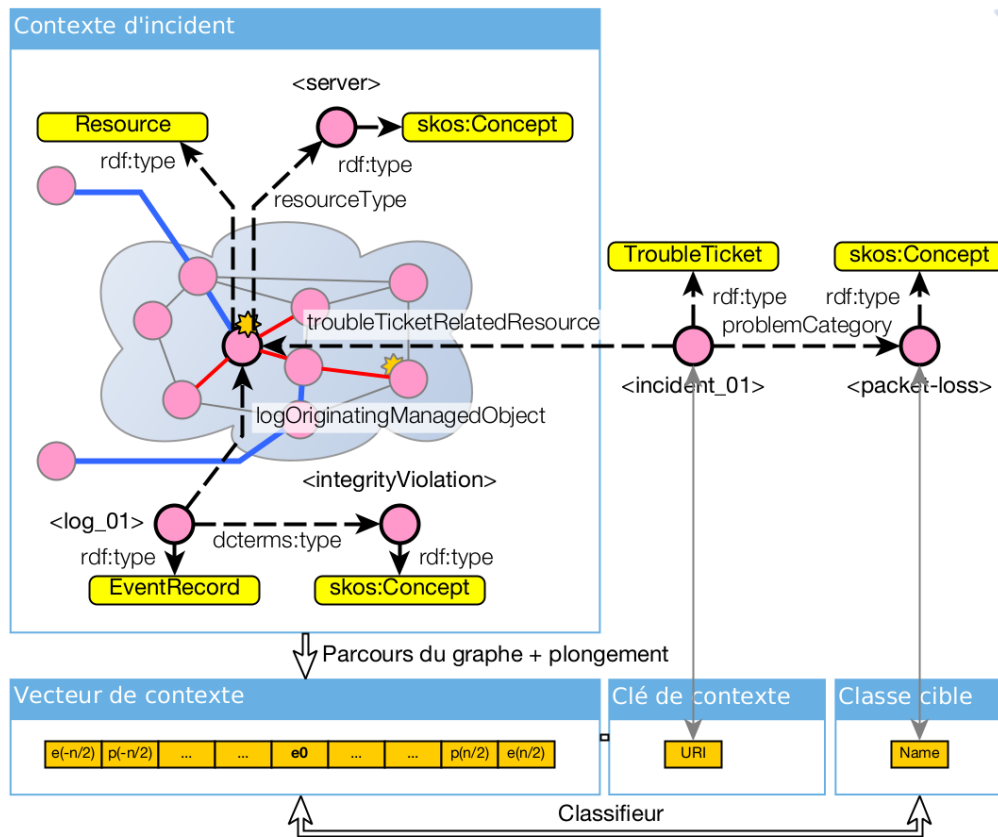 Contexte d'incident
<server>
Resource
skos:Concept
rdf:type
rdf:type
resourceType
TroubleTicket
skos:Concept
rdf:type
rdf:type
troubleTicketRelatedResource
problemCategory
<incident_01>
<packet-loss>
logOriginatingManagedObject
<integrityViolation>
<log_01>
dcterms:type
rdf:type
rdf:type
EventRecord
skos:Concept
Parcours du graphe + plongement
Vecteur de contexte
Clé de contexte
Classe cible
e(-n/2) p(-n/2) ... ... e0 ... ... p(n/2) e(n/2)
URI
Name
Classifieur